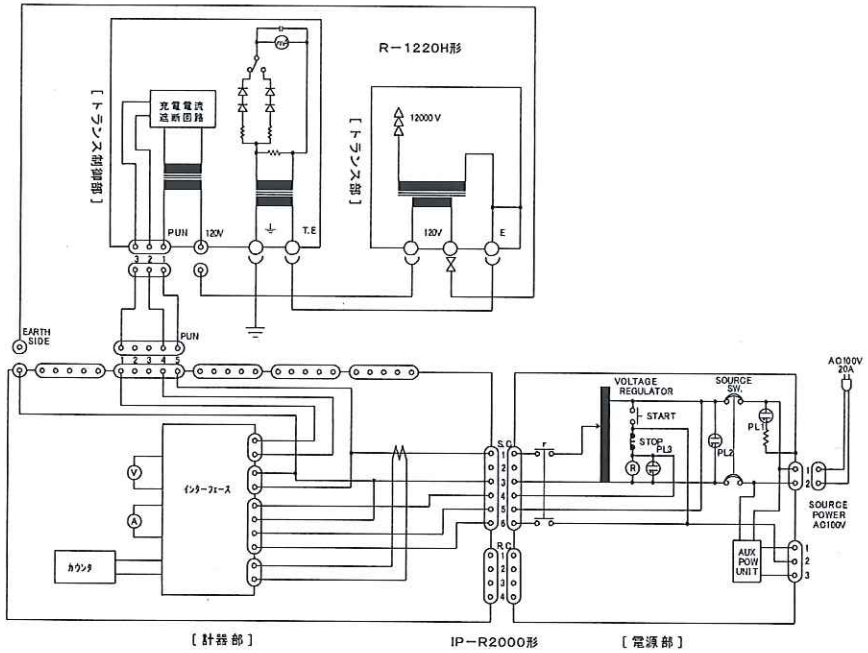 R-1220H形
[トランス制御部]
充電電流
遮断回路
mA
[トランス部]
12000V
PUN
120V
T.E
120V
E
3 2 1
EARTH
SIDE
PUN
1 2 3 4 5
V
A
インターフェース
カウンタ
S.C
1
2
3
4
5
6
R.C
1
2
3
4
r
VOLTAGE
REGULATOR
START
STOP
R
PL3
PL2
SOURCE
SW.
PL1
AC100V
20A
1
2
SOURCE
POWER
AC100V
AUX
POW
UNIT
1
2
3
[計器部]
IP-R2000形
[電源部]